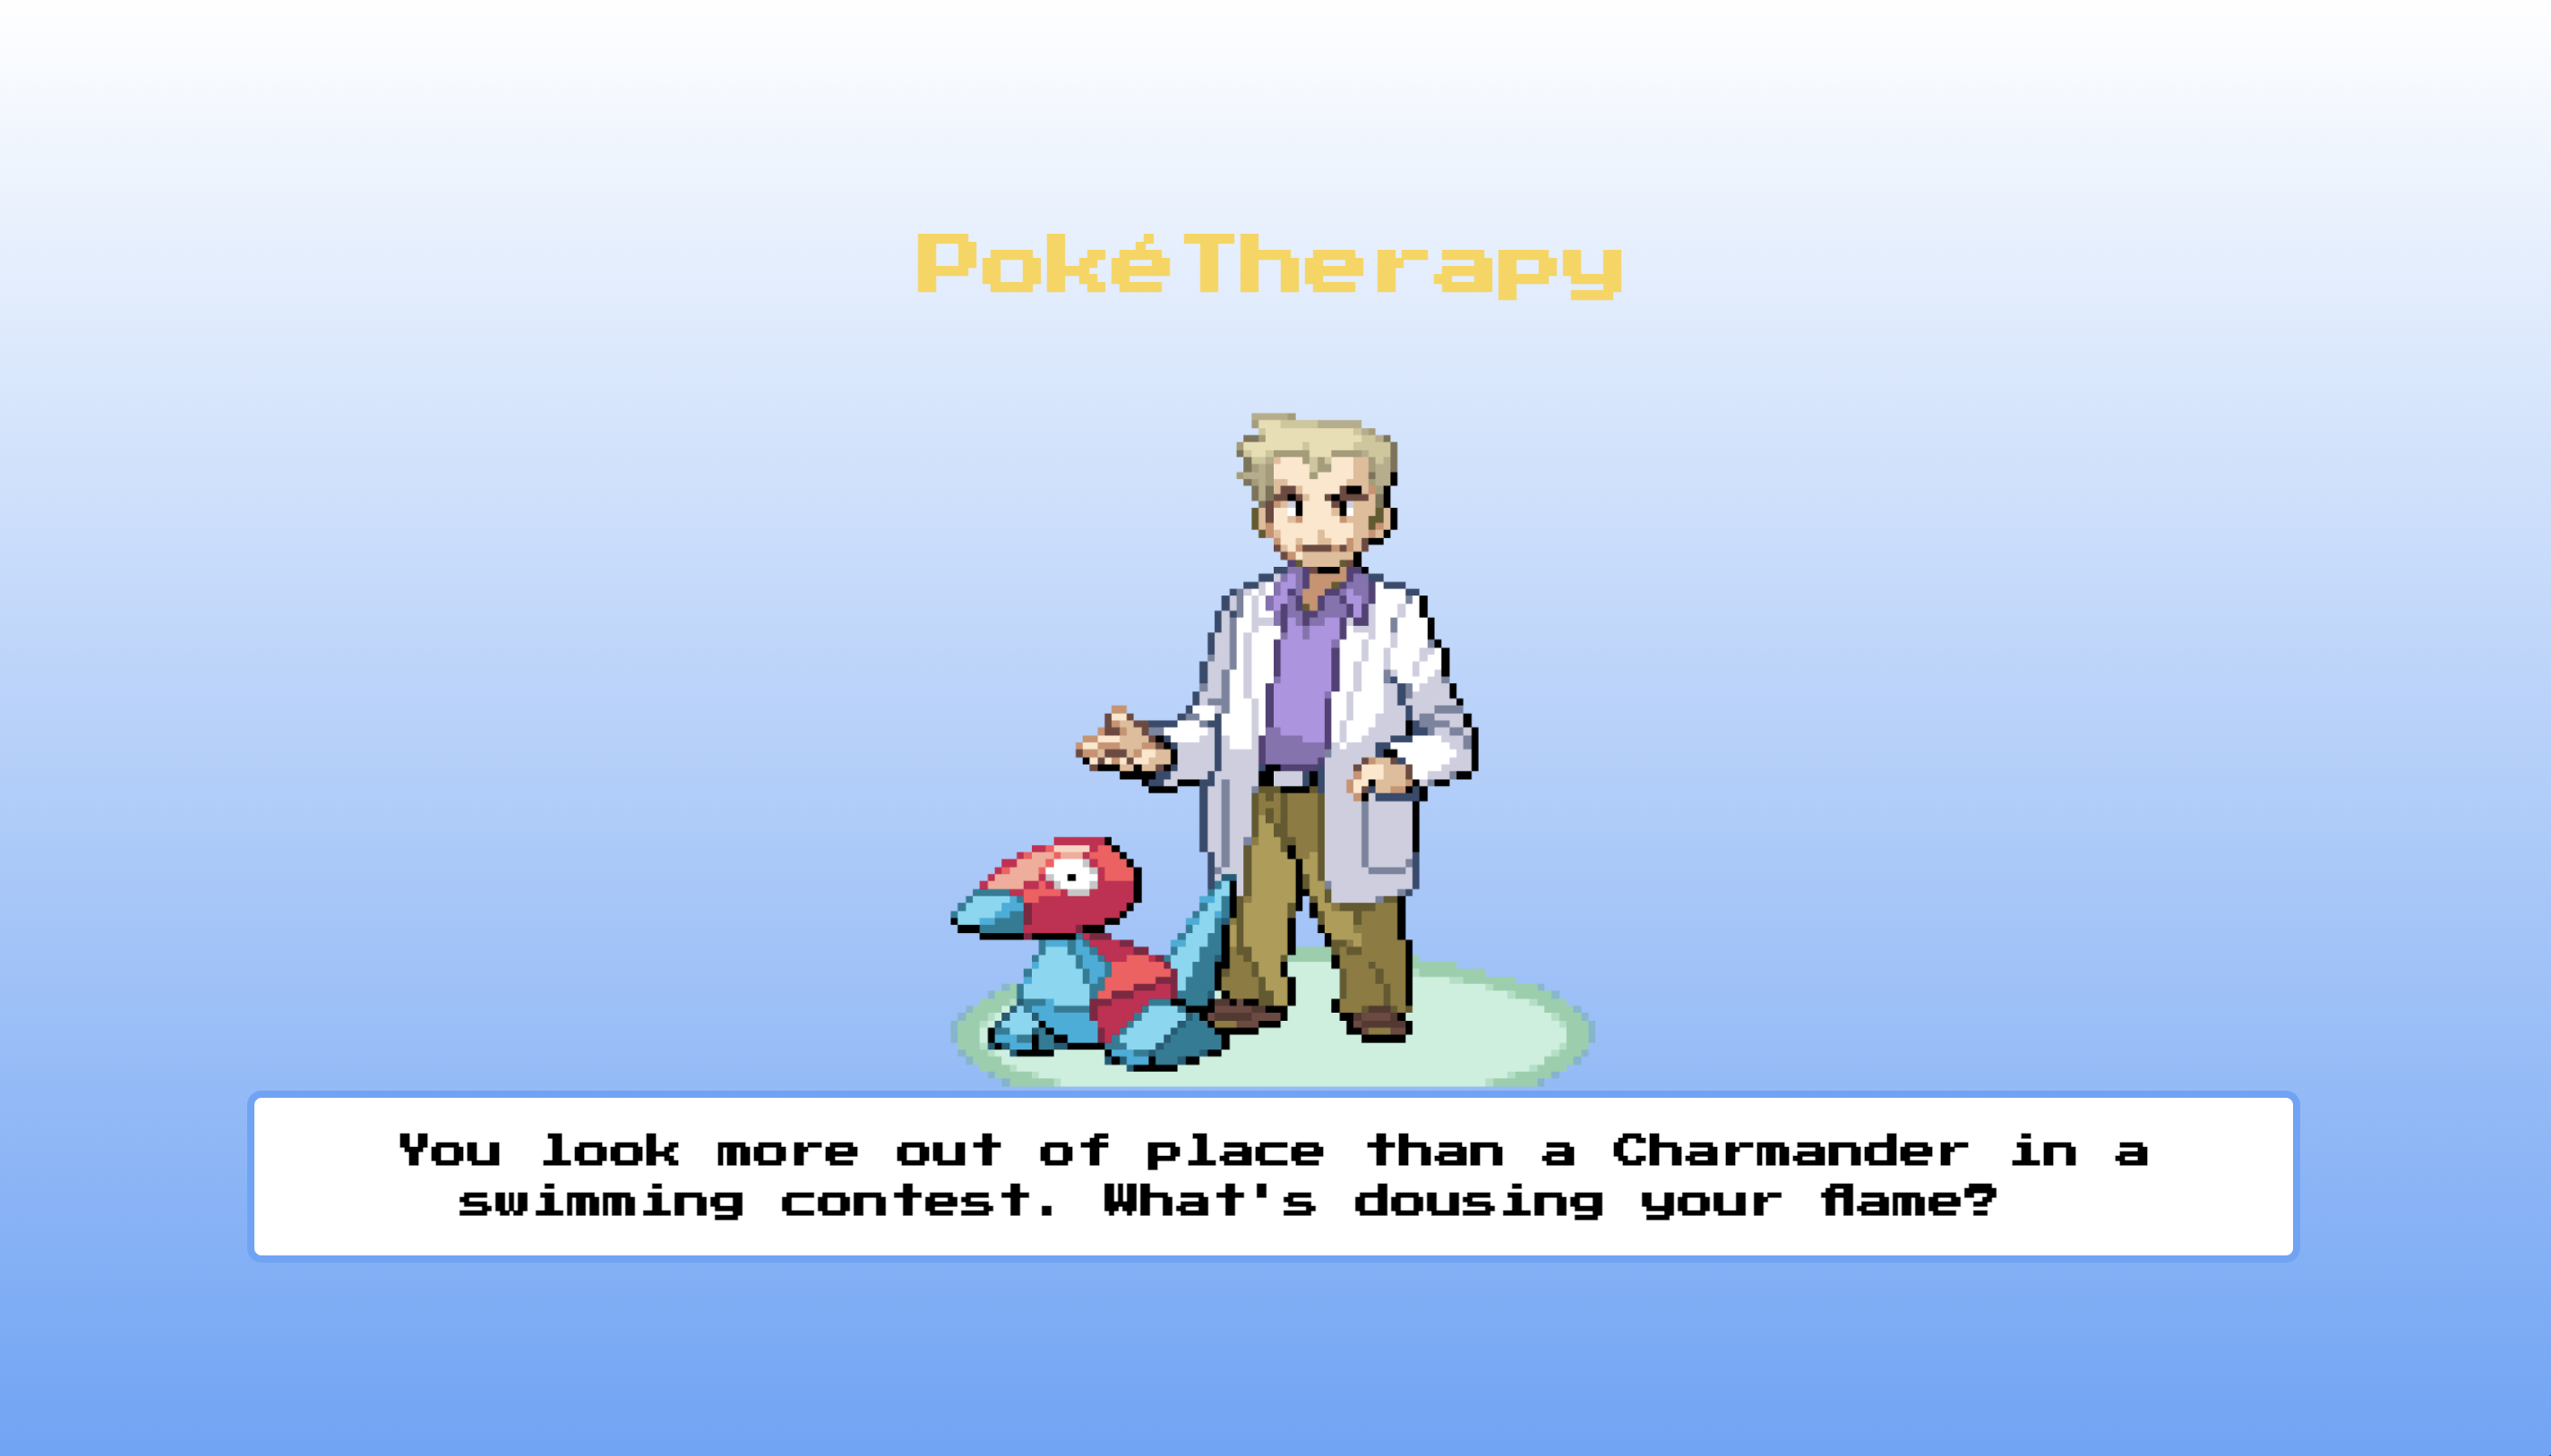 PokéTherapy
You look more out of place than a Charmander in a
swimming contest. What's dousing your flame?